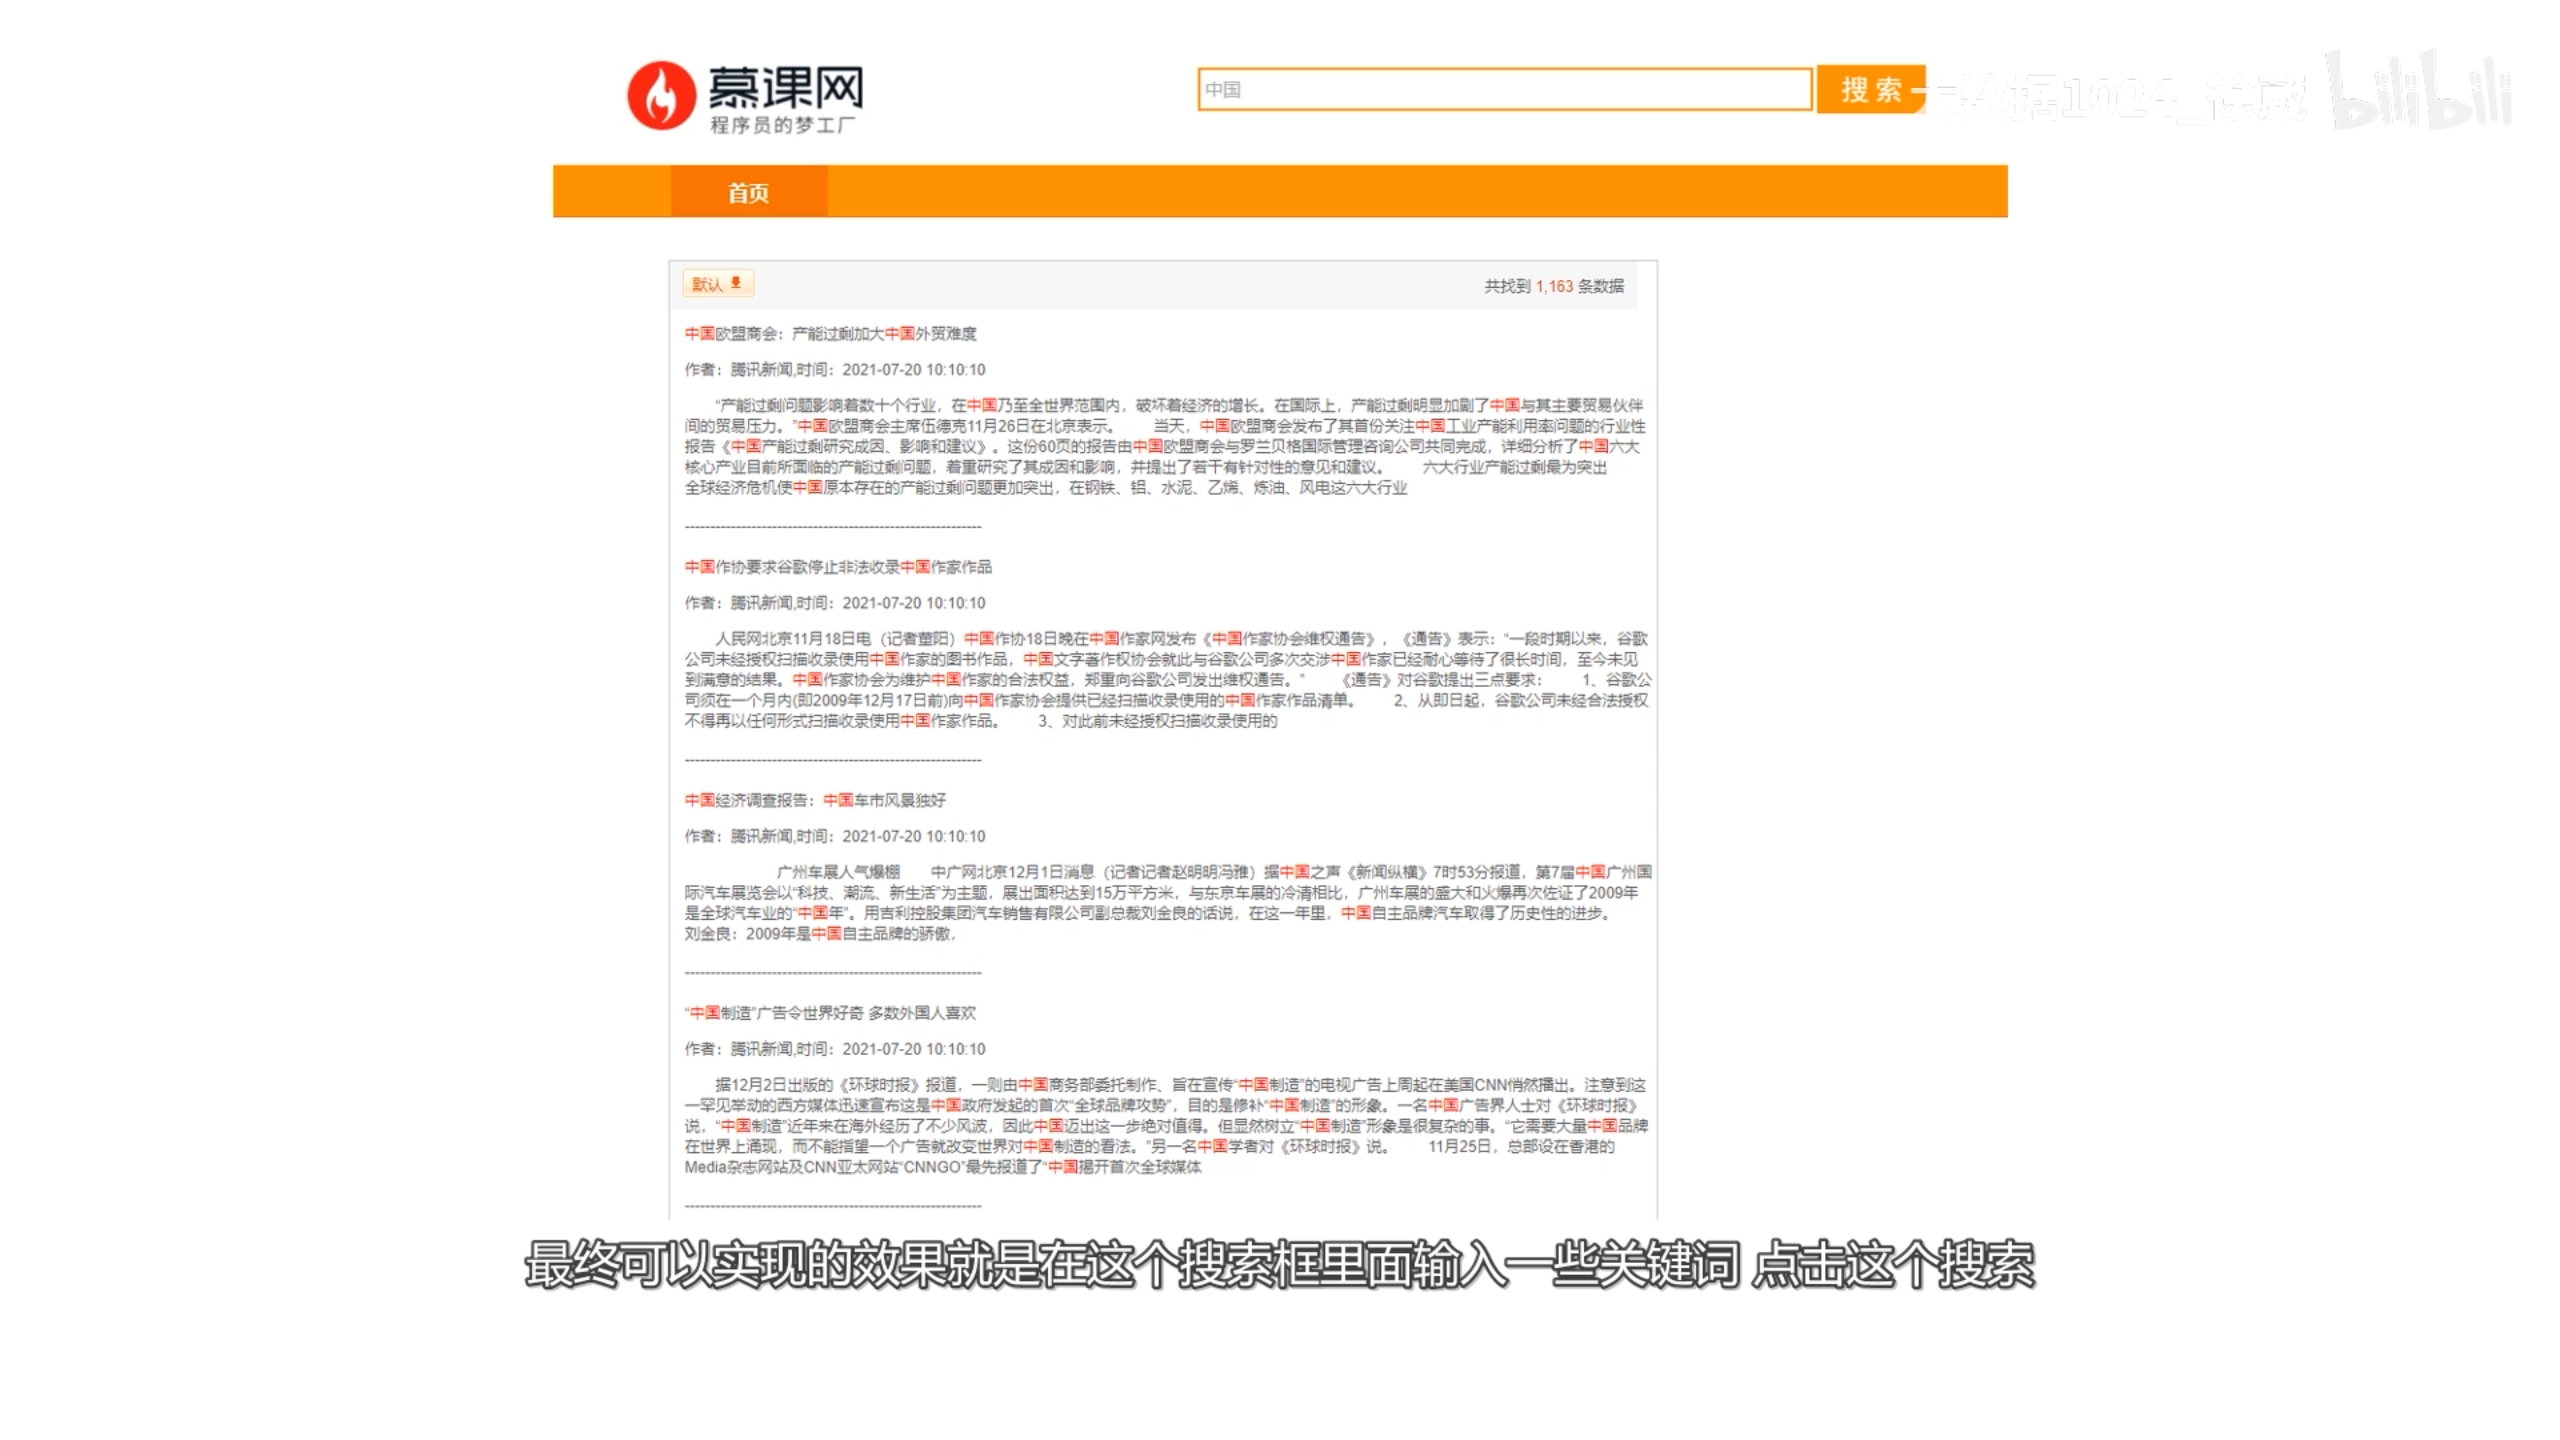 慕课网
程序员的梦工厂
中国
搜索
数据1024_徐葳 bilibili
首页
默认
共找到 1,163 条数据
中国欧盟商会：产能过剩加大中国外贸难度
作者：腾讯新闻,时间：2021-07-20 10:10:10
“产能过剩问题影响着数十个行业，在中国乃至全世界范围内，破坏着经济的增长。在国际上，产能过剩明显加剧了中国与其主要贸易伙伴
间的贸易压力。”中国欧盟商会主席伍德克11月26日在北京表示。 当天，中国欧盟商会发布了其首份关注中国工业产能利用率问题的行业性
报告《中国产能过剩研究成因、影响和建议》。这份60页的报告由中国欧盟商会与罗兰贝格国际管理咨询公司共同完成，详细分析了中国六大
核心产业目前所面临的产能过剩问题，着重研究了其成因和影响，并提出了若干有针对性的意见和建议。 六大行业产能过剩最为突出
全球经济危机使中国原本存在的产能过剩问题更加突出，在钢铁、铝、水泥、乙烯、炼油、风电这六大行业
------------------------------------------------------------
中国作协要求谷歌停止非法收录中国作家作品
作者：腾讯新闻,时间：2021-07-20 10:10:10
人民网北京11月18日电（记者董阳）中国作协18日晚在中国作家网发布《中国作家协会维权通告》，《通告》表示：“一段时期以来，谷歌
公司未经授权扫描收录使用中国作家的图书作品，中国文字著作权协会就此与谷歌公司多次交涉中国作家已经耐心等待了很长时间，至今未见
到满意的结果。中国作家协会为维护中国作家的合法权益，郑重向谷歌公司发出维权通告。” 《通告》对谷歌提出三点要求： 1、谷歌公
司须在一个月内(即2009年12月17日前)向中国作家协会提供已经扫描收录使用的中国作家作品清单。 2、从即日起，谷歌公司未经合法授权
不得再以任何形式扫描收录使用中国作家作品。 3、对此前未经授权扫描收录使用的
------------------------------------------------------------
中国经济调查报告：中国车市风景独好
作者：腾讯新闻,时间：2021-07-20 10:10:10
广州车展人气爆棚 中广网北京12月1日消息（记者记者赵明明冯雅）据中国之声《新闻纵横》7时53分报道，第7届中国广州国
际汽车展览会以“科技、潮流、新生活”为主题，展出面积达到15万平方米，与东京车展的冷清相比，广州车展的盛大和火爆再次佐证了2009年
是全球汽车业的“中国年”。用吉利控股集团汽车销售有限公司副总裁刘金良的话说，在这一年里，中国自主品牌汽车取得了历史性的进步。
刘金良：2009年是中国自主品牌的骄傲，
------------------------------------------------------------
“中国制造”广告令世界好奇 多数外国人喜欢
作者：腾讯新闻,时间：2021-07-20 10:10:10
据12月2日出版的《环球时报》报道，一则由中国商务部委托制作、旨在宣传“中国制造”的电视广告上周起在美国CNN悄然播出。注意到这
一罕见举动的西方媒体迅速宣布这是中国政府发起的首次“全球品牌攻势”，目的是修补“中国制造”的形象。一名中国广告界人士对《环球时报》
说，“中国制造”近年来在海外经历了不少风波，因此中国迈出这一步绝对值得。但显然树立“中国制造”形象是很复杂的事。“它需要大量中国品牌
在世界上涌现，而不能指望一个广告就改变世界对中国制造的看法。”另一名中国学者对《环球时报》说。 11月25日，总部设在香港的
Media杂志网站及CNN亚太网站“CNNGO”最先报道了“中国揭开首次全球媒体
------------------------------------------------------------
最终可以实现的效果就是在这个搜索框里面输入一些关键词 点击这个搜索